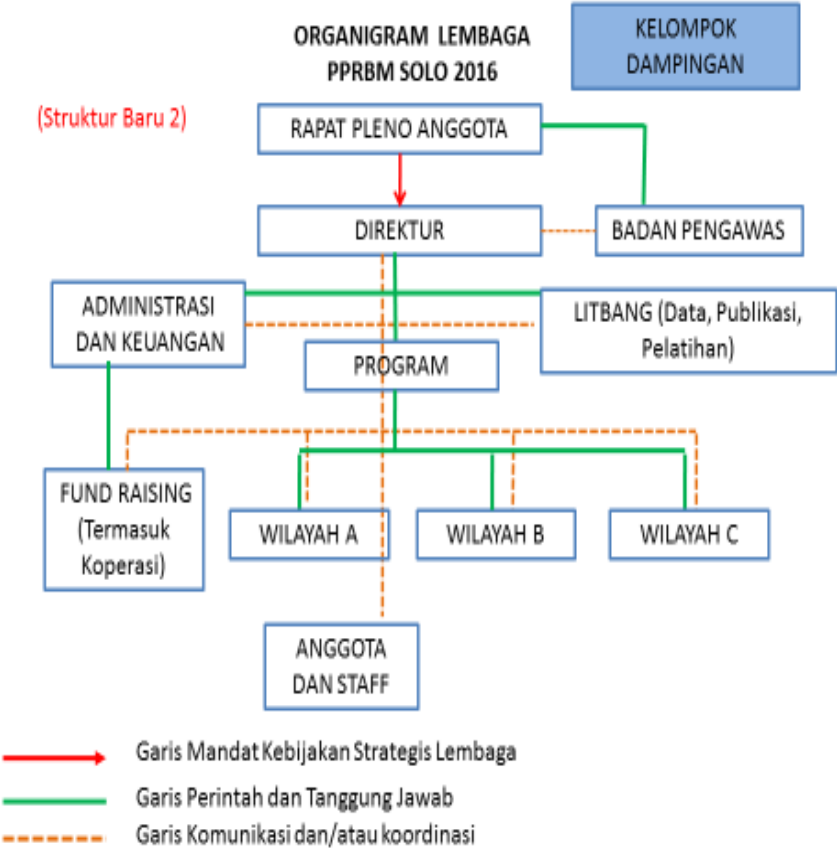 ORGANIGRAM LEMBAGA
PPRBM SOLO 2016
KELOMPOK
DAMPINGAN
(Struktur Baru 2)
RAPAT PLENO ANGGOTA
DIREKTUR
BADAN PENGAWAS
ADMINISTRASI
DAN KEUANGAN
LITBANG (Data, Publikasi,
Pelatihan)
PROGRAM
FUND RAISING
(Termasuk
Koperasi)
WILAYAH A
WILAYAH B
WILAYAH C
ANGGOTA
DAN STAFF
Garis Mandat Kebijakan Strategis Lembaga
Garis Perintah dan Tanggung Jawab
Garis Komunikasi dan/atau koordinasi